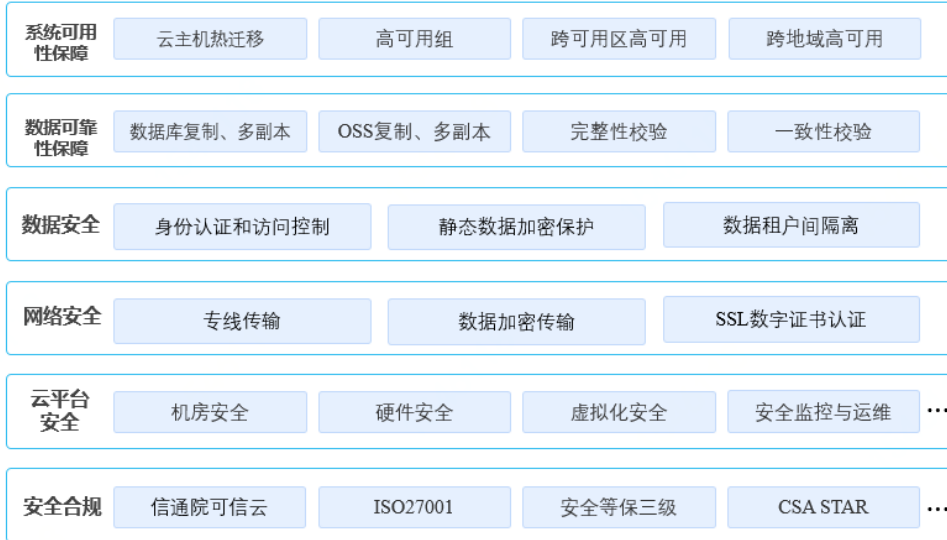 系统可用
性保障
云主机热迁移
高可用组
跨可用区高可用
跨地域高可用
数据可靠
性保障
数据库复制、多副本
OSS复制、多副本
完整性校验
一致性校验
数据安全
身份认证和访问控制
静态数据加密保护
数据租户间隔离
网络安全
专线传输
数据加密传输
SSL数字证书认证
云平台
安全
机房安全
硬件安全
虚拟化安全
安全监控与运维
…
安全合规
信通院可信云
ISO27001
安全等保三级
CSA STAR
…